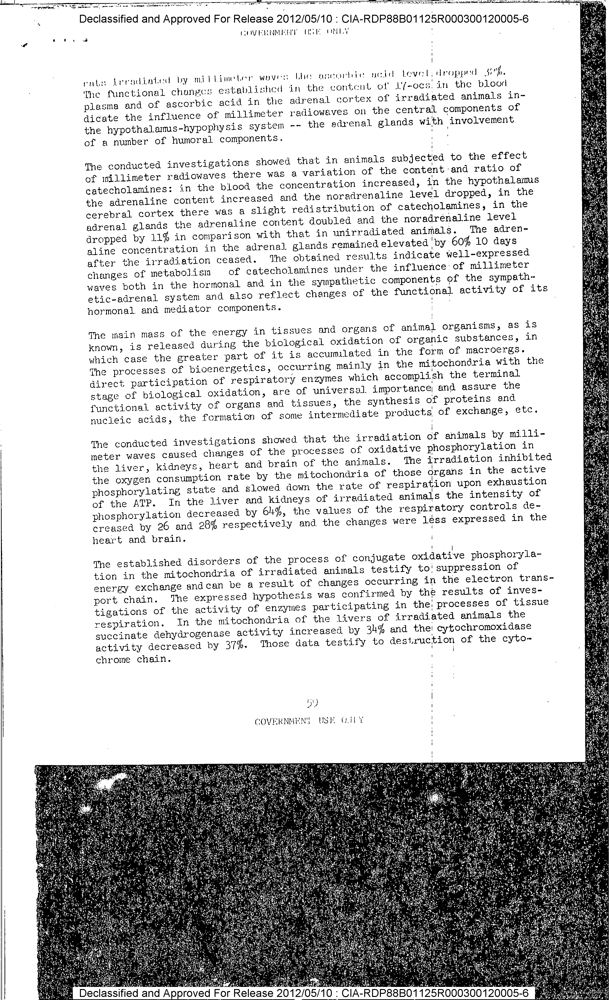 Declassified and Approved For Release 2012/05/10 : CIA-RDP88B01125R000300120005-6
GOVERNMENT USE ONLY
rats irradiated by millimeter waves the ascorbic acid level dropped
The functional changes established in the content of 17-ocs in the blood
plasma and of ascorbic acid in the adrenal cortex of irradiated animals in-
dicate the influence of millimeter radiowaves on the central components of
the hypothalamus-hypophysis system -- the adrenal glands with involvement
of a number of humoral components.
The conducted investigations showed that in animals subjected to the effect
of millimeter radiowaves there was a variation of the content and ratio of
catecholamines: in the blood the concentration increased, in the hypothalamus
the adrenaline content increased and the noradrenaline level dropped, in the
cerebral cortex there was a slight redistribution of catecholamines, in the
adrenal glands the adrenaline content doubled and the noradrenaline level
dropped by 11% in comparison with that in unirradiated animals. The adren-
aline concentration in the adrenal glands remained elevated by 60% 10 days
after the irradiation ceased. The obtained results indicate well-expressed
changes of metabolism of catecholamines under the influence of millimeter
waves both in the hormonal and in the sympathetic components of the sympath-
etic-adrenal system and also reflect changes of the functional activity of its
hormonal and mediator components.
The main mass of the energy in tissues and organs of animal organisms, as is
known, is released during the biological oxidation of organic substances, in
which case the greater part of it is accumulated in the form of macroergs.
The processes of bioenergetics, occurring mainly in the mitochondria with the
direct participation of respiratory enzymes which accomplish the terminal
stage of biological oxidation, are of universal importance and assure the
functional activity of organs and tissues, the synthesis of proteins and
nucleic acids, the formation of some intermediate products of exchange, etc.
The conducted investigations showed that the irradiation of animals by milli-
meter waves caused changes of the processes of oxidative phosphorylation in
the liver, kidneys, heart and brain of the animals. The irradiation inhibited
the oxygen consumption rate by the mitochondria of those organs in the active
phosphorylating state and slowed down the rate of respiration upon exhaustion
of the ATP. In the liver and kidneys of irradiated animals the intensity of
phosphorylation decreased by 64%, the values of the respiratory controls de-
creased by 26 and 28% respectively and the changes were less expressed in the
heart and brain.
The established disorders of the process of conjugate oxidative phosphoryla-
tion in the mitochondria of irradiated animals testify to suppression of
energy exchange and can be a result of changes occurring in the electron trans-
port chain. The expressed hypothesis was confirmed by the results of inves-
tigations of the activity of enzymes participating in the processes of tissue
respiration. In the mitochondria of the livers of irradiated animals the
succinate dehydrogenase activity increased by 34% and the cytochromoxidase
activity decreased by 37%. Those data testify to destruction of the cyto-
chrome chain.
59
GOVERNMENT USE ONLY
Declassified and Approved For Release 2012/05/10 : CIA-RDP88B01125R000300120005-6